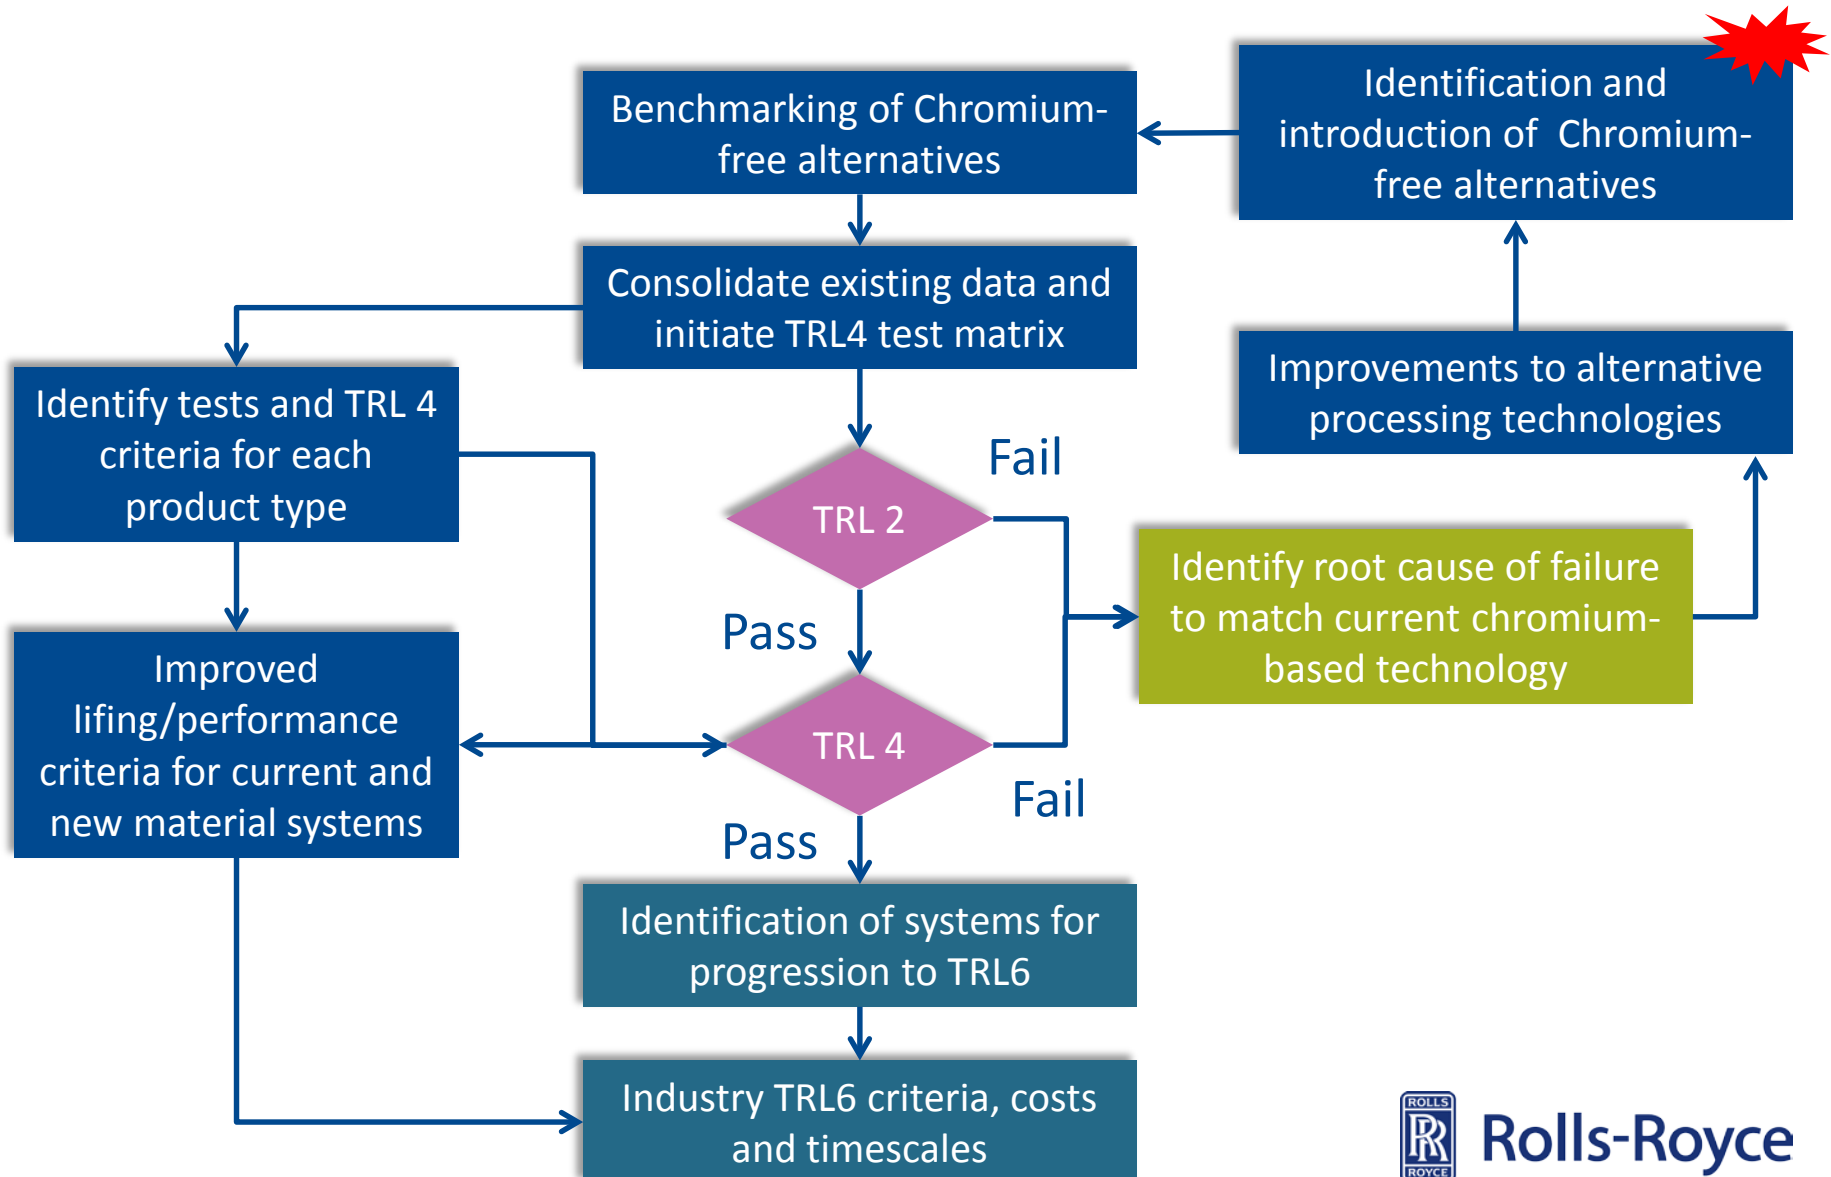 Identification and
introduction of Chromium-
free alternatives
Benchmarking of Chromium-
free alternatives
Consolidate existing data and
initiate TRL4 test matrix
Improvements to alternative
processing technologies
Identify tests and TRL 4
criteria for each
product type
Fail
TRL 2
Identify root cause of failure
to match current chromium-
based technology
Pass
Improved
lifing/performance
criteria for current and
new material systems
TRL 4
Fail
Pass
Identification of systems for
progression to TRL6
Industry TRL6 criteria, costs
and timescales
ROLLS
RR
ROYCE
Rolls-Royce